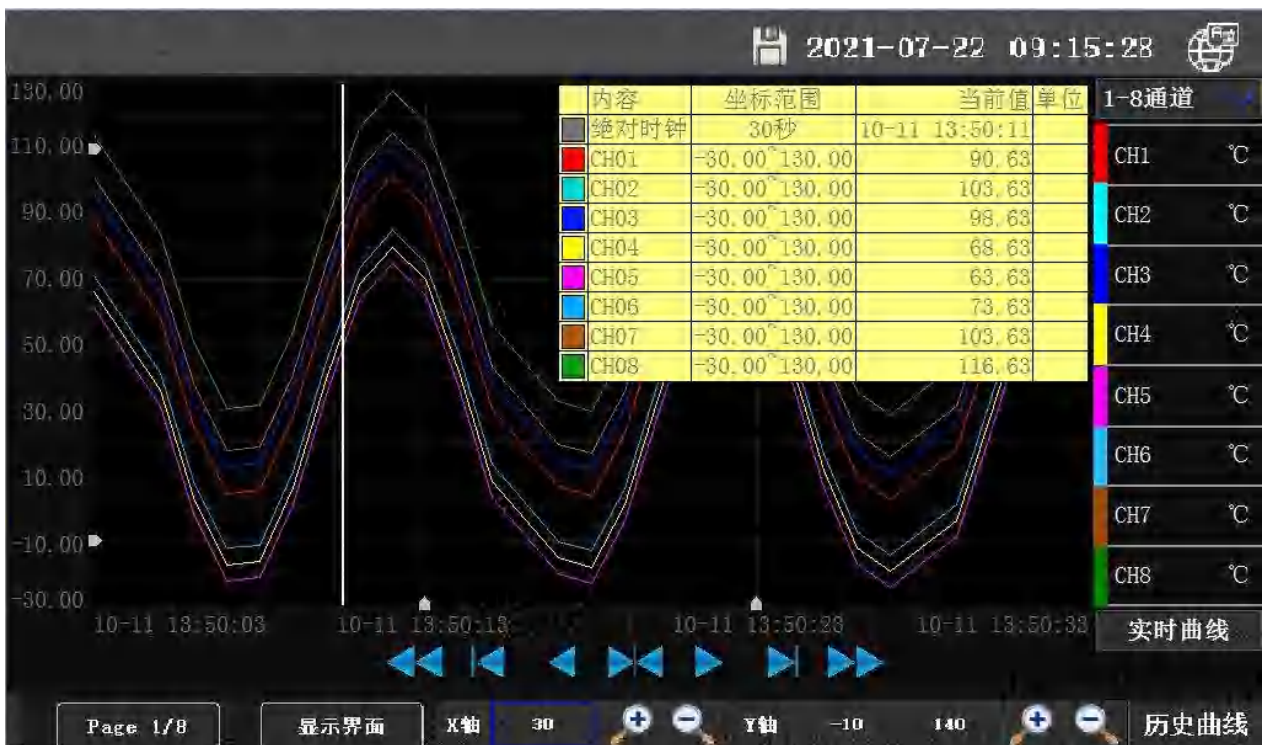 2021-07-22 09:15:28
130.00
110.00
90.00
70.00
50.00
30.00
10.00
-10.00
-30.00
内容 坐标范围 当前值 单位
绝对时钟 30秒 10-11 13:50:11
CH01 -30.00~130.00 90.63
CH02 -30.00~130.00 103.63
CH03 -30.00~130.00 98.63
CH04 -30.00~130.00 68.63
CH05 -30.00~130.00 63.63
CH06 -30.00~130.00 73.63
CH07 -30.00~130.00 103.63
CH08 -30.00~130.00 116.63
1-8通道
CH1 ℃
CH2 ℃
CH3 ℃
CH4 ℃
CH5 ℃
CH6 ℃
CH7 ℃
CH8 ℃
实时曲线
10-11 13:50:03 10-11 13:50:13 10-11 13:50:23 10-11 13:50:33
Page 1/8 显示界面 X轴 30 Y轴 -10 140 历史曲线